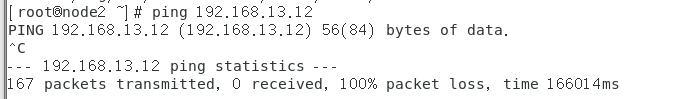 [root@node2 ~]# ping 192.168.13.12
PING 192.168.13.12 (192.168.13.12) 56(84) bytes of data.
^C
--- 192.168.13.12 ping statistics ---
167 packets transmitted, 0 received, 100% packet loss, time 166014ms